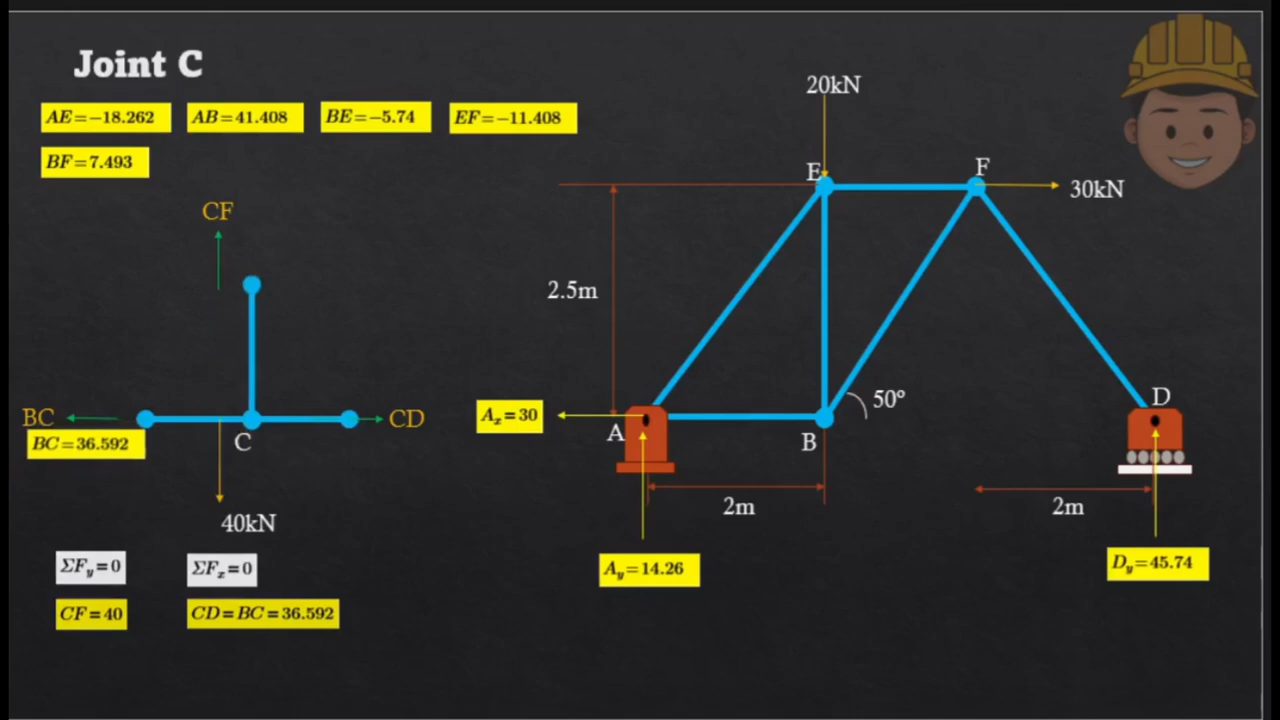 Joint C
AE=−18.262
AB=41.408
BE=−5.74
EF=−11.408
BF=7.493
CF
BC
CD
BC=36.592
C
40kN
ΣFy=0
ΣFx=0
CF=40
CD=BC=36.592
20kN
E
F
30kN
2.5m
50º
Ax=30
A
B
D
2m
2m
Ay=14.26
Dy=45.74